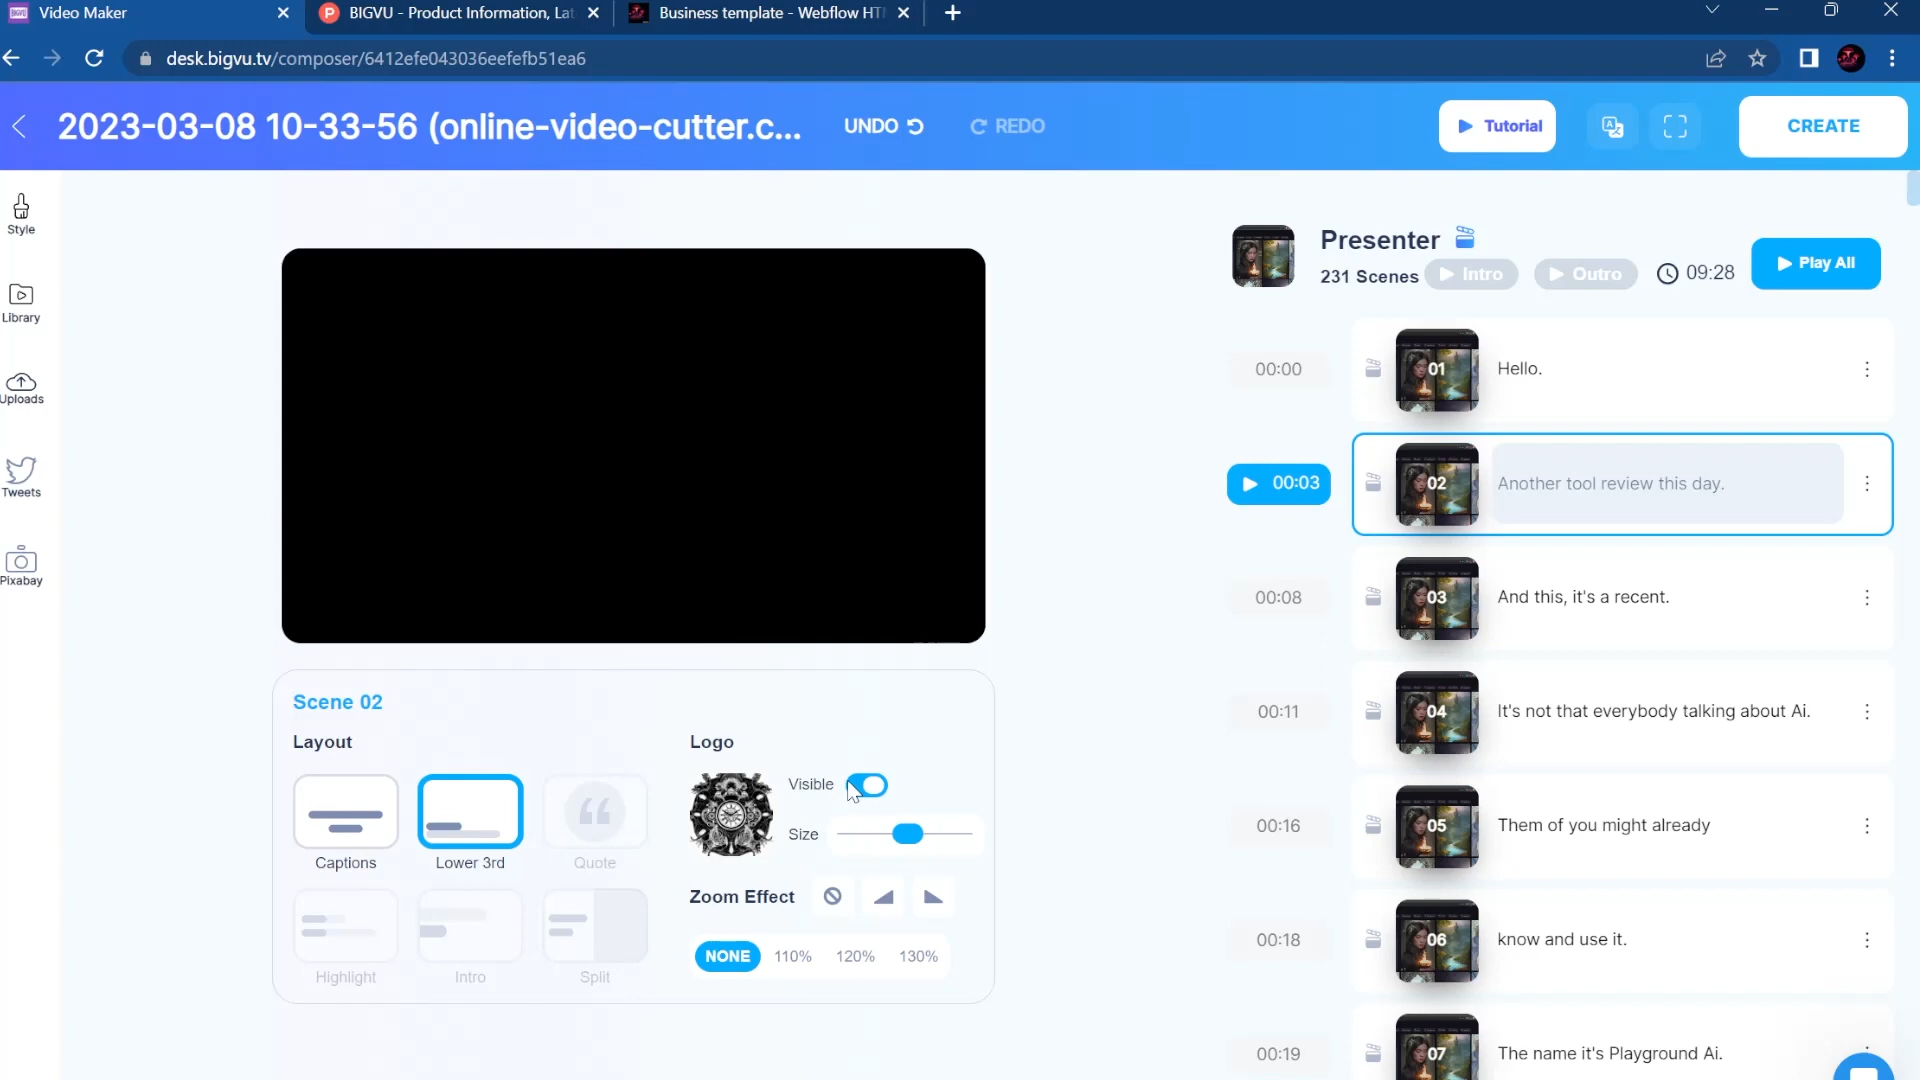 BIGVU Video Maker
BIGVU - Product Information, Lat
Business template - Webflow HT
desk.bigvu.tv/composer/6412efe043036eefefb51ea6
2023-03-08 10-33-56 (online-video-cutter.c...
UNDO
REDO
Tutorial
CREATE
Style
Library
Uploads
Tweets
Pixabay
Presenter
231 Scenes
Intro
Outro
09:28
Play All
00:00
01
Hello.
00:03
02
Another tool review this day.
00:08
03
And this, it's a recent.
00:11
04
It's not that everybody talking about Ai.
00:16
05
Them of you might already
00:18
06
know and use it.
00:19
07
The name it's Playground Ai.
Scene 02
Layout
Captions
Lower 3rd
Quote
Highlight
Intro
Split
Logo
Visible
Size
Zoom Effect
NONE
110%
120%
130%